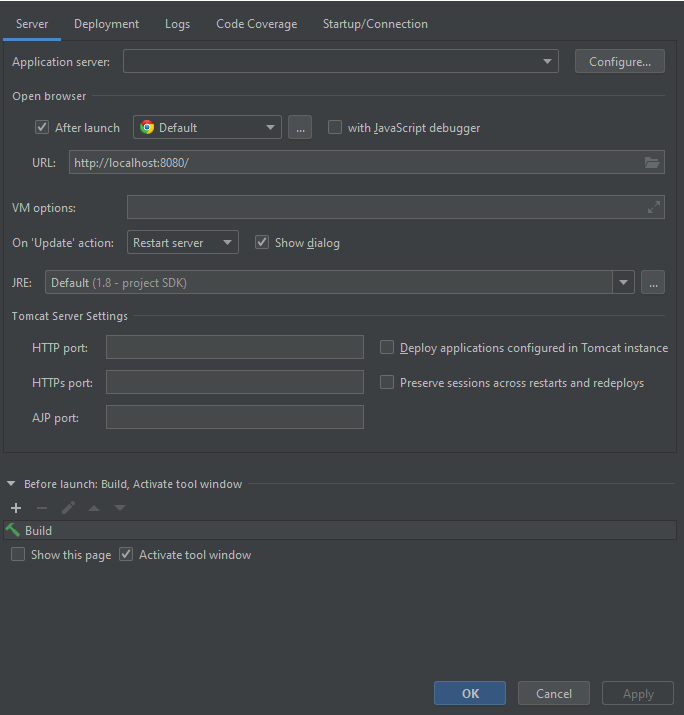 Server Deployment Logs Code Coverage Startup/Connection
Application server: Configure...
Open browser
After launch Default ... with JavaScript debugger
URL: http://localhost:8080/
VM options:
On 'Update' action: Restart server Show dialog
JRE: Default (1.8 - project SDK) ...
Tomcat Server Settings
HTTP port: Deploy applications configured in Tomcat instance
HTTPs port: Preserve sessions across restarts and redeploys
AJP port:
Before launch: Build, Activate tool window
Build
Show this page Activate tool window
OK Cancel Apply